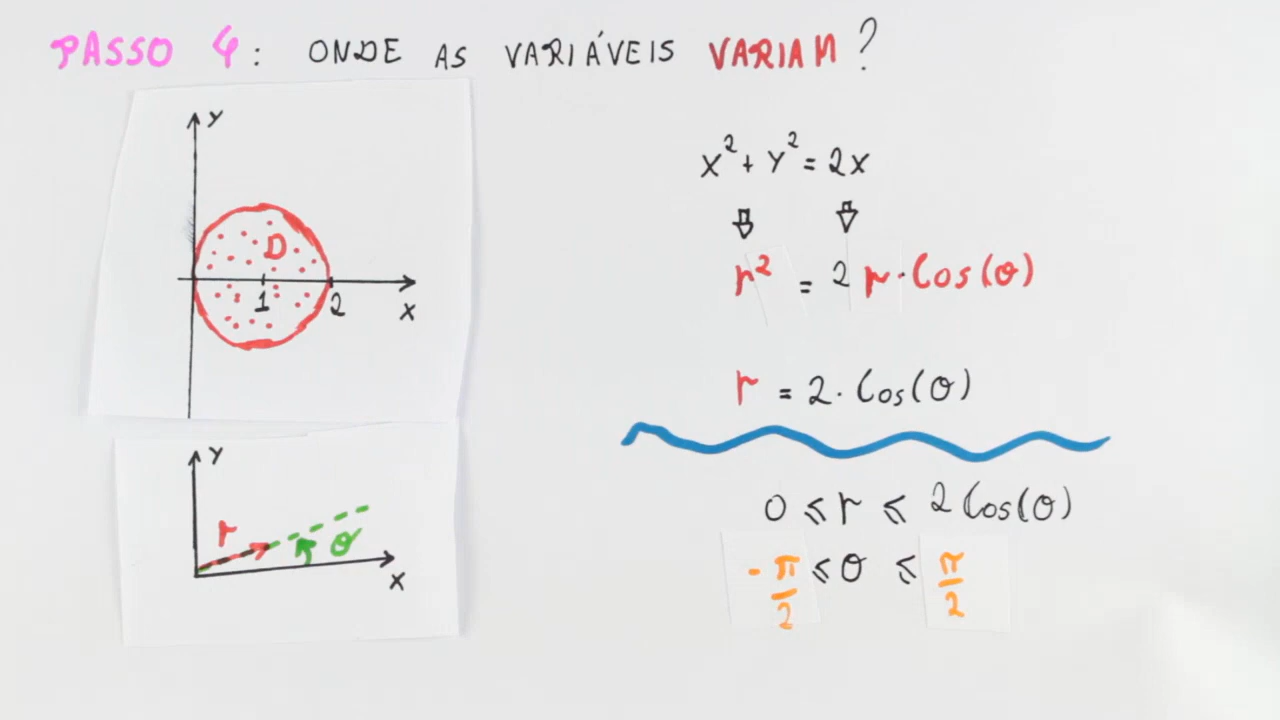 PASSO 4: ONDE AS VARIÁVEIS VARIAM?
Y
D
1
2
X
Y
r
θ
X
x² + y² = 2x
r² = 2 r · Cos(θ)
r = 2 · Cos(θ)
0 ≤ r ≤ 2 Cos(θ)
-π/2 ≤ θ ≤ π/2